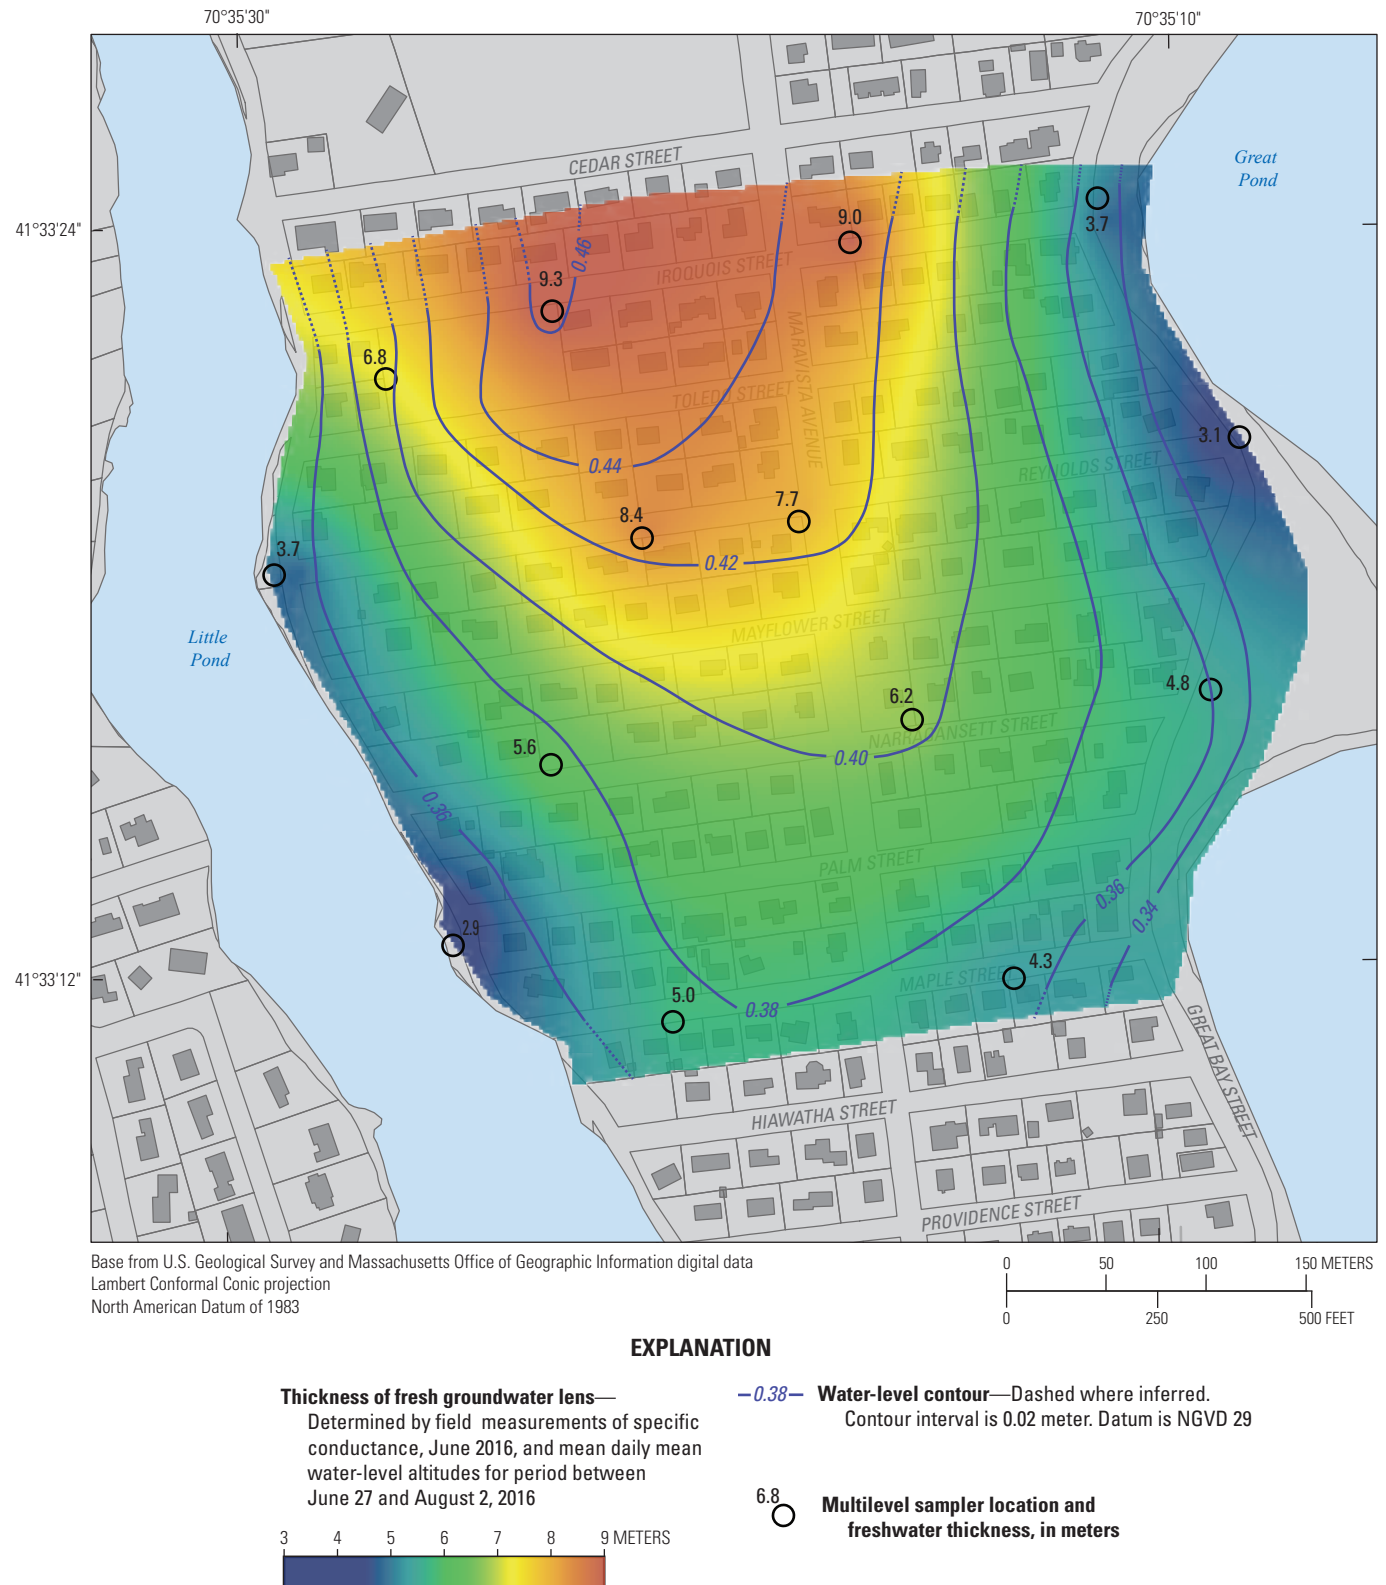 70°35'30"
70°35'10"
Great
Pond
CEDAR STREET
9.0
3.7
41°33'24"
0.46
IROQUOIS STREET
9.3
MARAVISTA AVENUE
6.8
TOLEDO STREET
3.1
0.44
REYNOLDS STREET
7.7
8.4
3.7
0.42
MAYFLOWER STREET
Little
Pond
4.8
6.2
NARRAGANSETT STREET
5.6
0.40
0.36
PALM STREET
0.36
0.34
2.9
4.3
MAPLE STREET
41°33'12"
5.0
0.38
GREAT BAY STREET
HIAWATHA STREET
PROVIDENCE STREET
Base from U.S. Geological Survey and Massachusetts Office of Geographic Information digital data
Lambert Conformal Conic projection
North American Datum of 1983
0 50 100 150 METERS
0 250 500 FEET
EXPLANATION
Thickness of fresh groundwater lens—
Determined by field measurements of specific
conductance, June 2016, and mean daily mean
water-level altitudes for period between
June 27 and August 2, 2016
3 4 5 6 7 8 9 METERS
0.38 Water-level contour—Dashed where inferred.
Contour interval is 0.02 meter. Datum is NGVD 29
6.8
Multilevel sampler location and
freshwater thickness, in meters